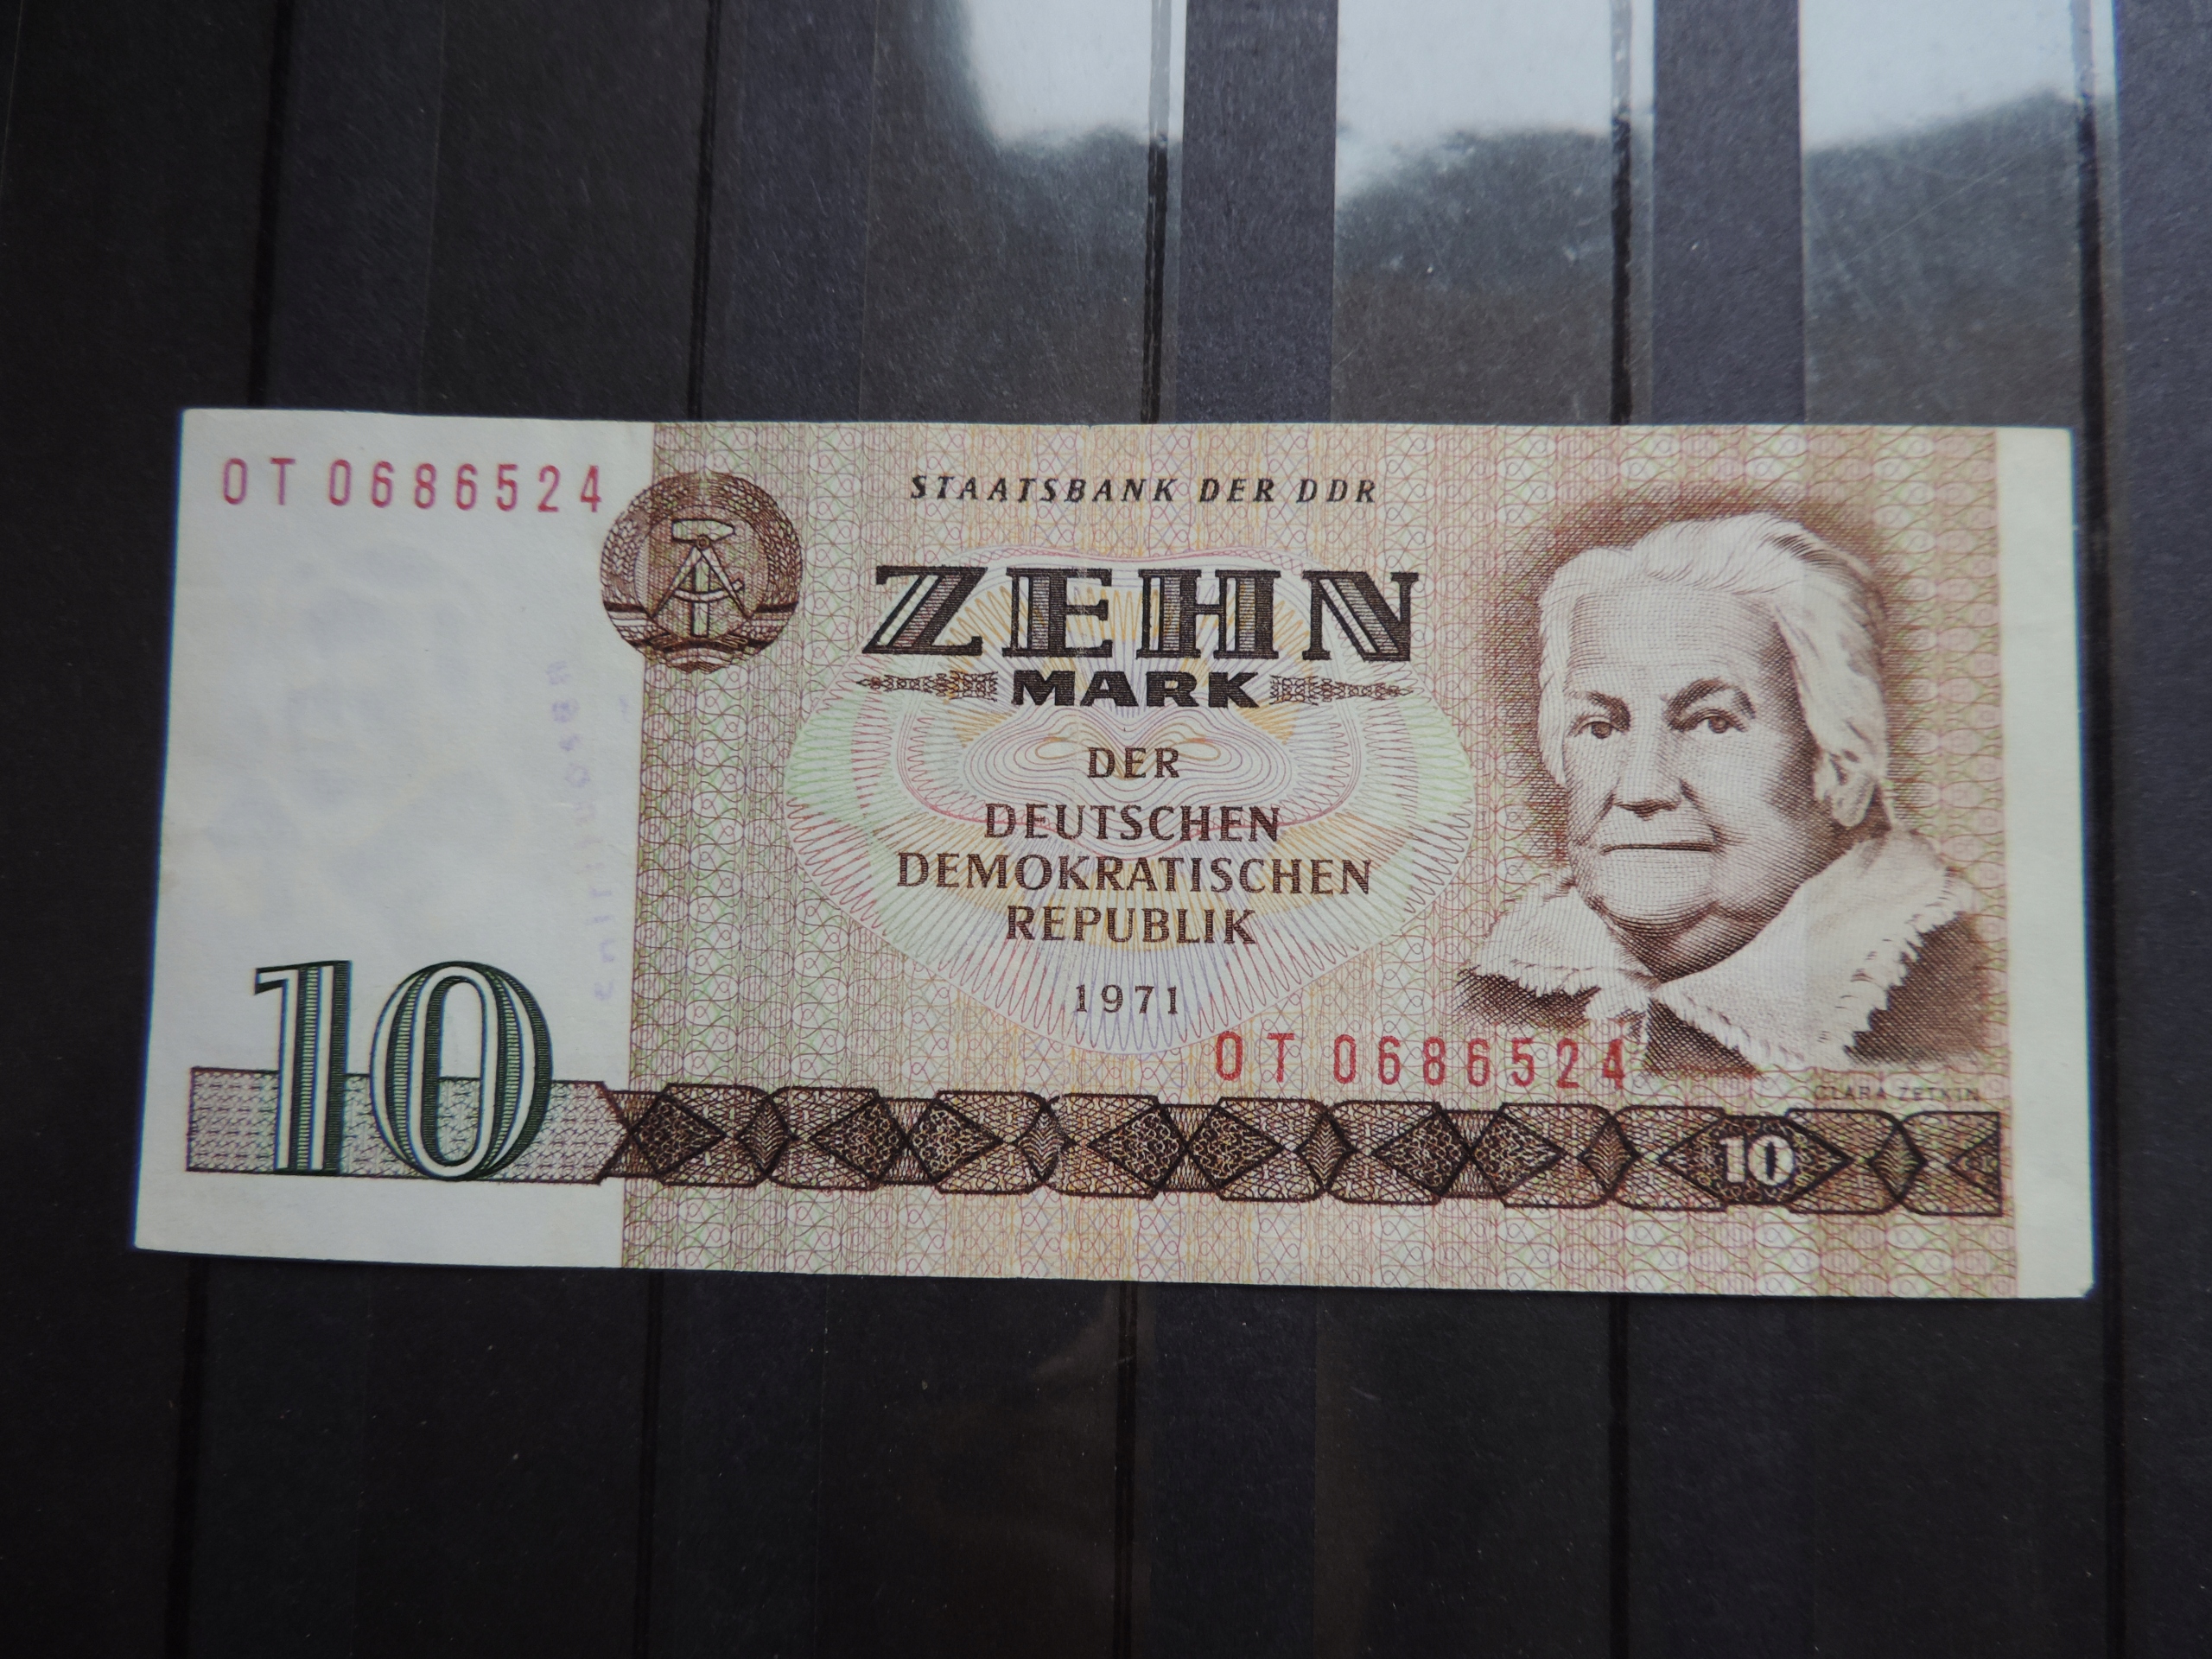 OT 0686524
STAATSBANK DER DDR
ZEHN
MARK
DER
DEUTSCHEN
DEMOKRATISCHEN
REPUBLIK
1971
OT 0686524
CLARA ZETKIN
10
10